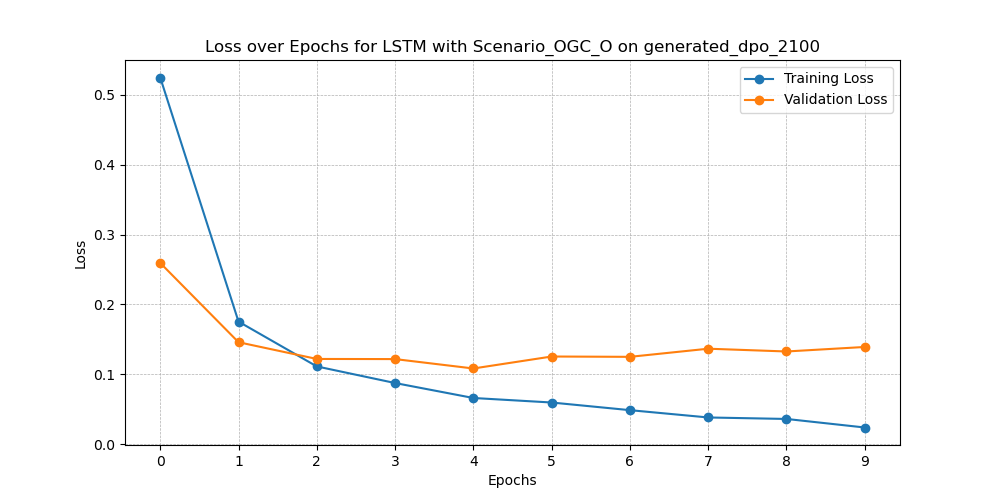 Loss over Epochs for LSTM with Scenario_OGC_O on generated_dpo_2100
Training Loss
Validation Loss
0.5
0.4
0.3
0.2
0.1
0.0
Loss
0 1 2 3 4 5 6 7 8 9
Epochs